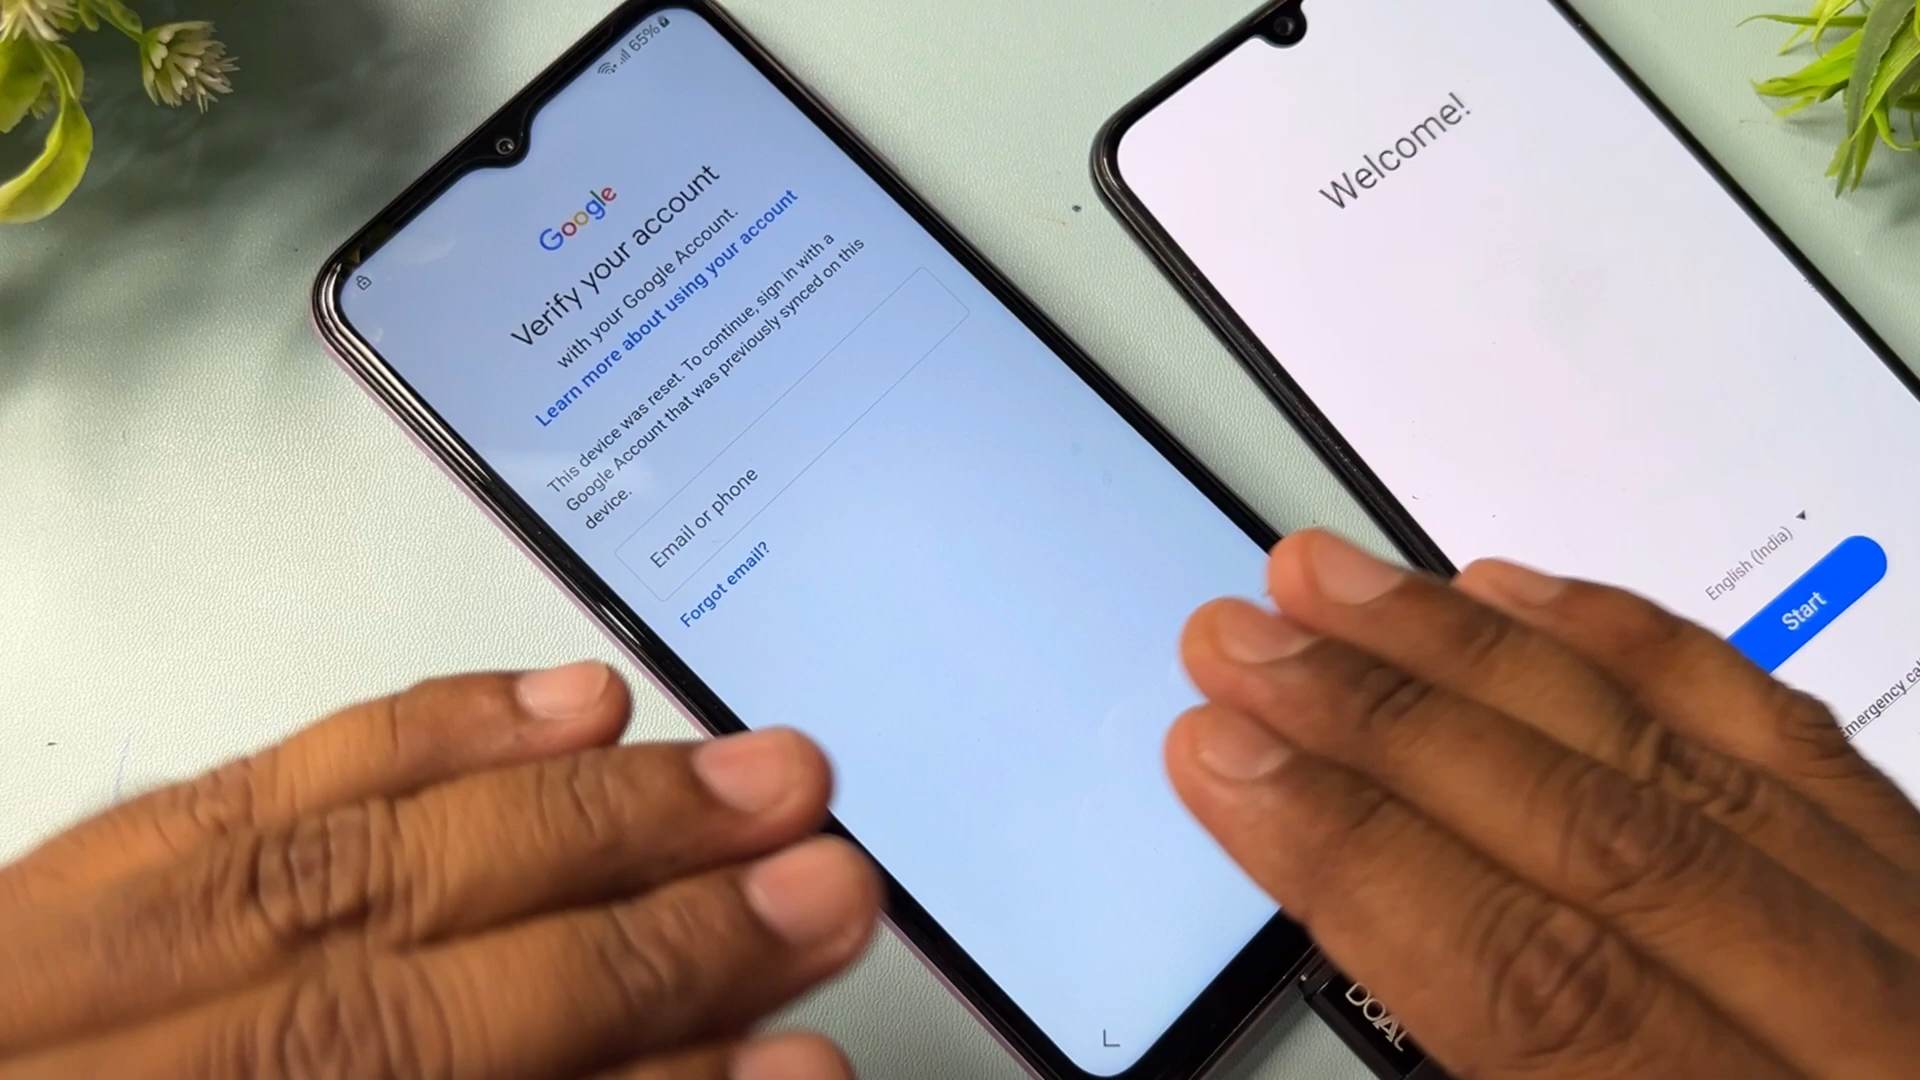 65%
Google
Verify your account
with your Google Account.
Learn more about using your account
This device was reset. To continue, sign in with a
Google Account that was previously synced on this
device.
Email or phone
Forgot email?
Welcome!
English (India)
Start
Emergency call